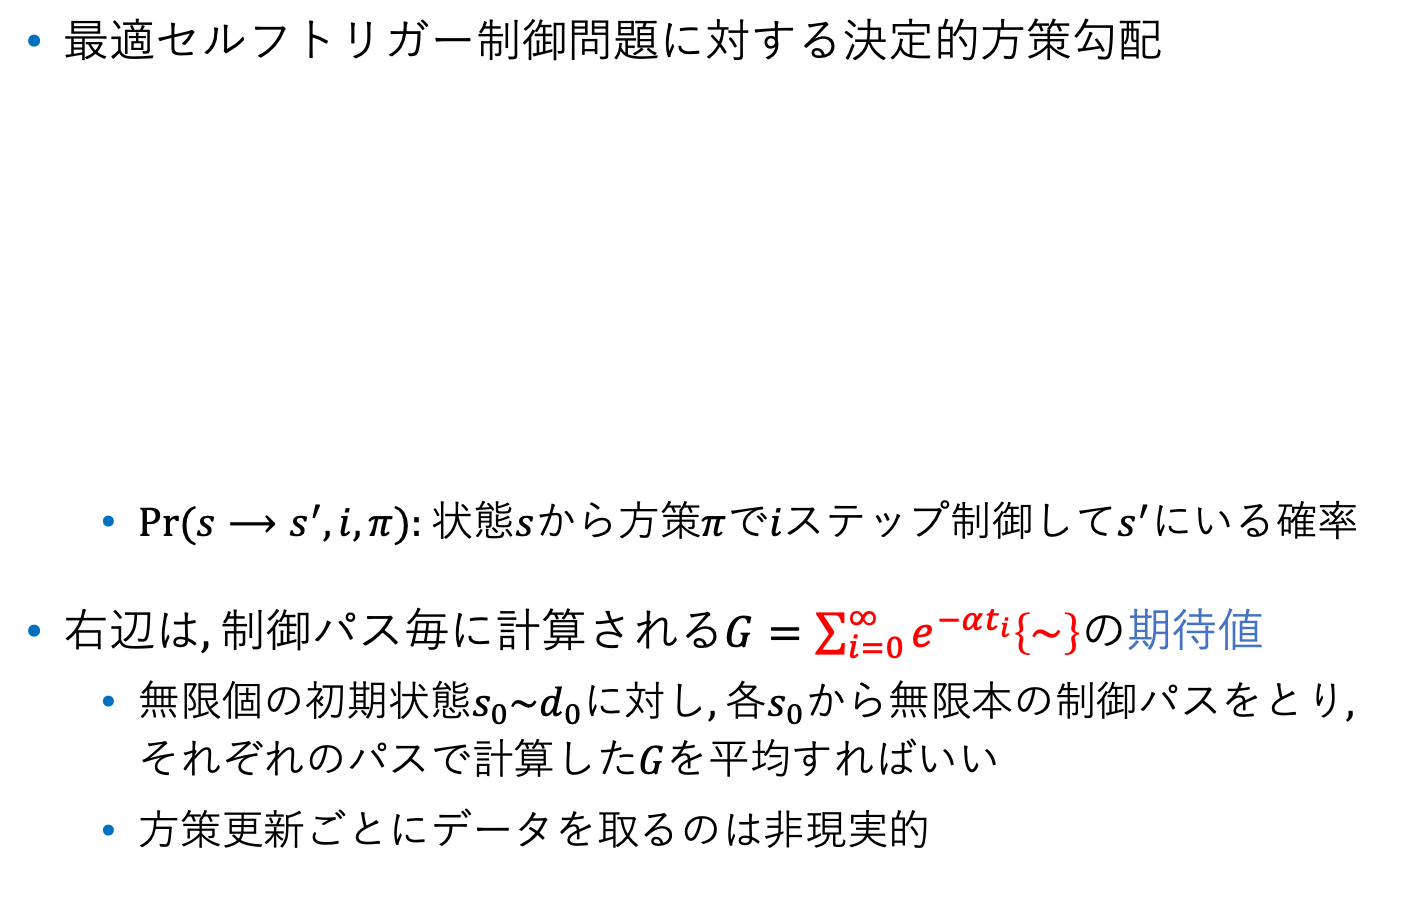 • 最適セルフトリガー制御問題に対する決定的方策勾配
• Pr(s ⟶ s′, i, π): 状態sから方策πでiステップ制御してs′にいる確率
• 右辺は, 制御パス毎に計算されるG = ∑_{i=0}^{∞} e^{−αt_i}{~}の期待値
• 無限個の初期状態s₀~d₀に対し, 各s₀から無限本の制御パスをとり,
それぞれのパスで計算したGを平均すればいい
• 方策更新ごとにデータを取るのは非現実的